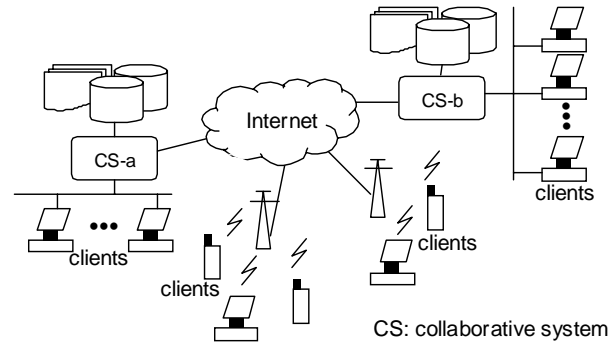 CS-b
Internet
CS-a
clients
clients
clients
clients
CS: collaborative system